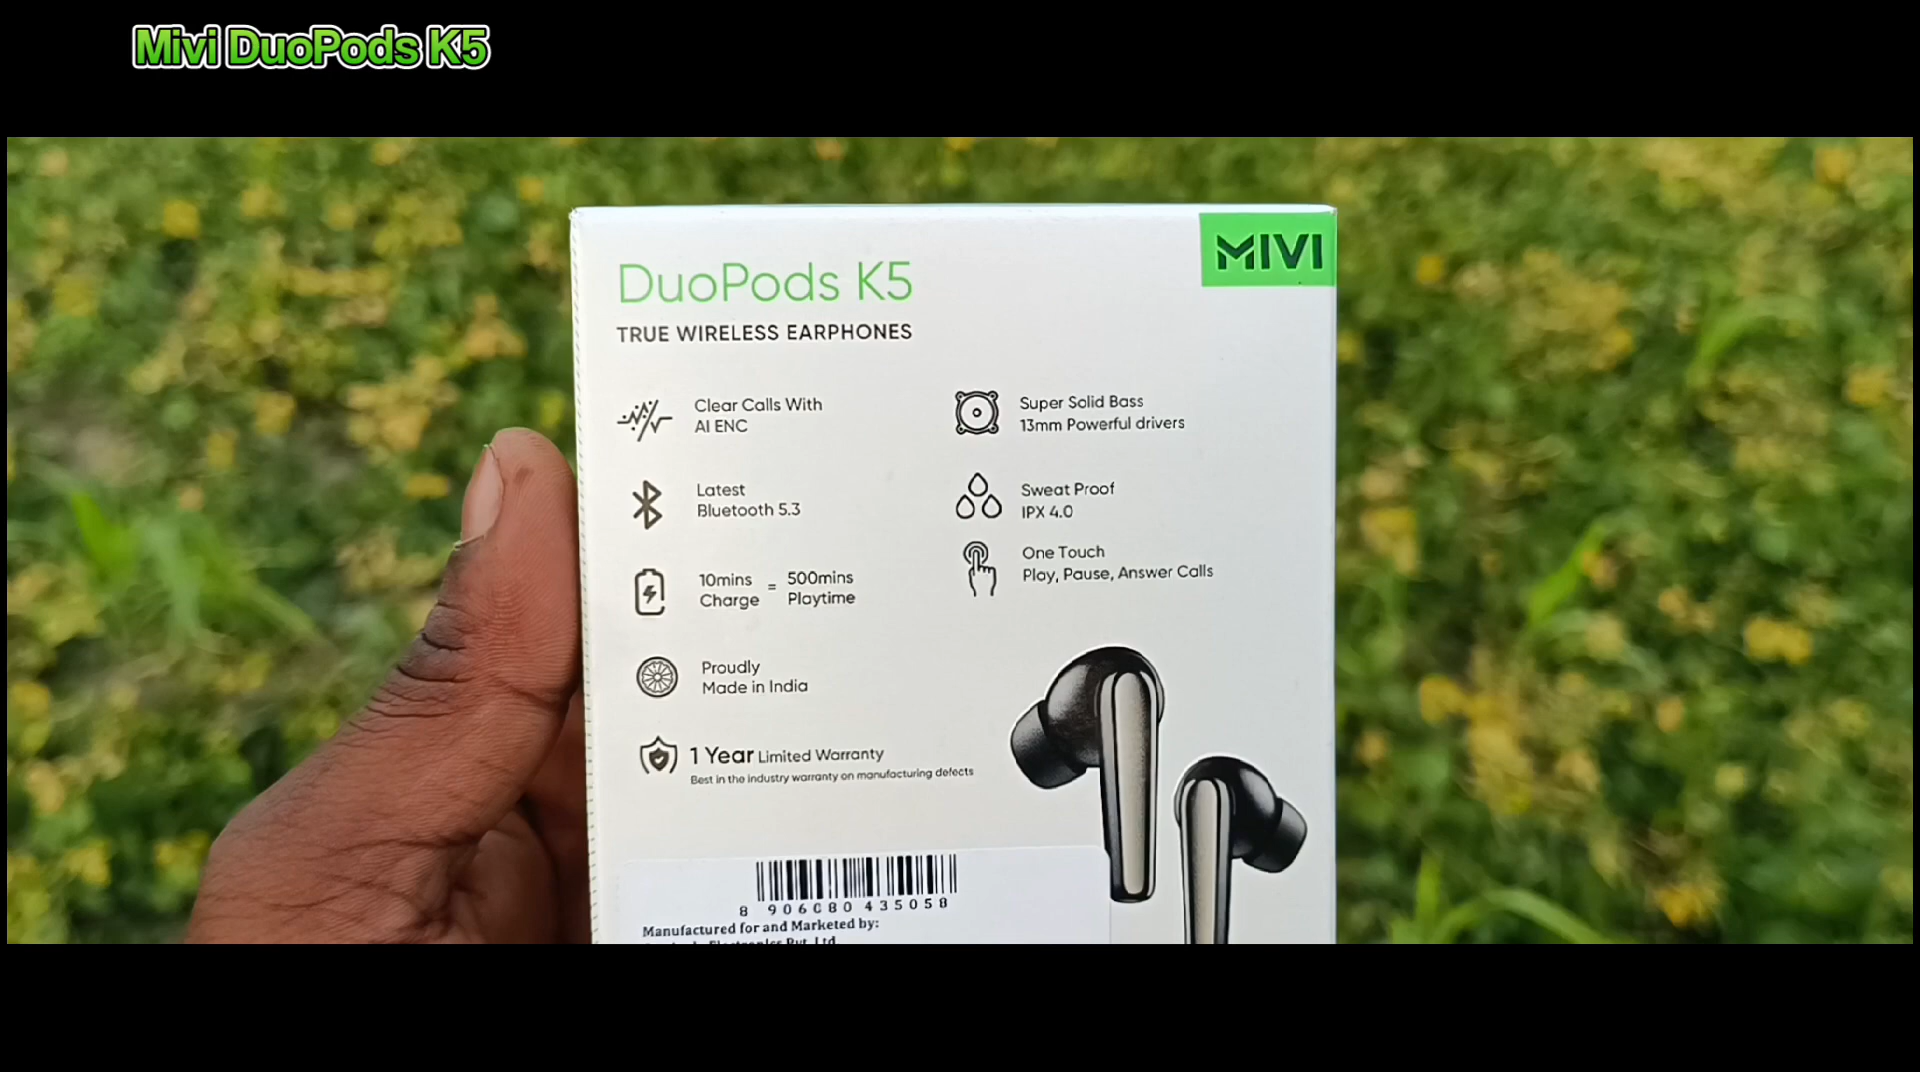 Mivi DuoPods K5
MIVI
DuoPods K5
TRUE WIRELESS EARPHONES
Clear Calls With
AI ENC
Super Solid Bass
13mm Powerful drivers
Latest
Bluetooth 5.3
Sweat Proof
IPX 4.0
One Touch
Play, Pause, Answer Calls
10mins
Charge
=
500mins
Playtime
Proudly
Made in India
1 Year Limited Warranty
Best in the industry warranty on manufacturing defects
8 906080 435058
Manufactured for and Marketed by:
Electronics Pvt. Ltd